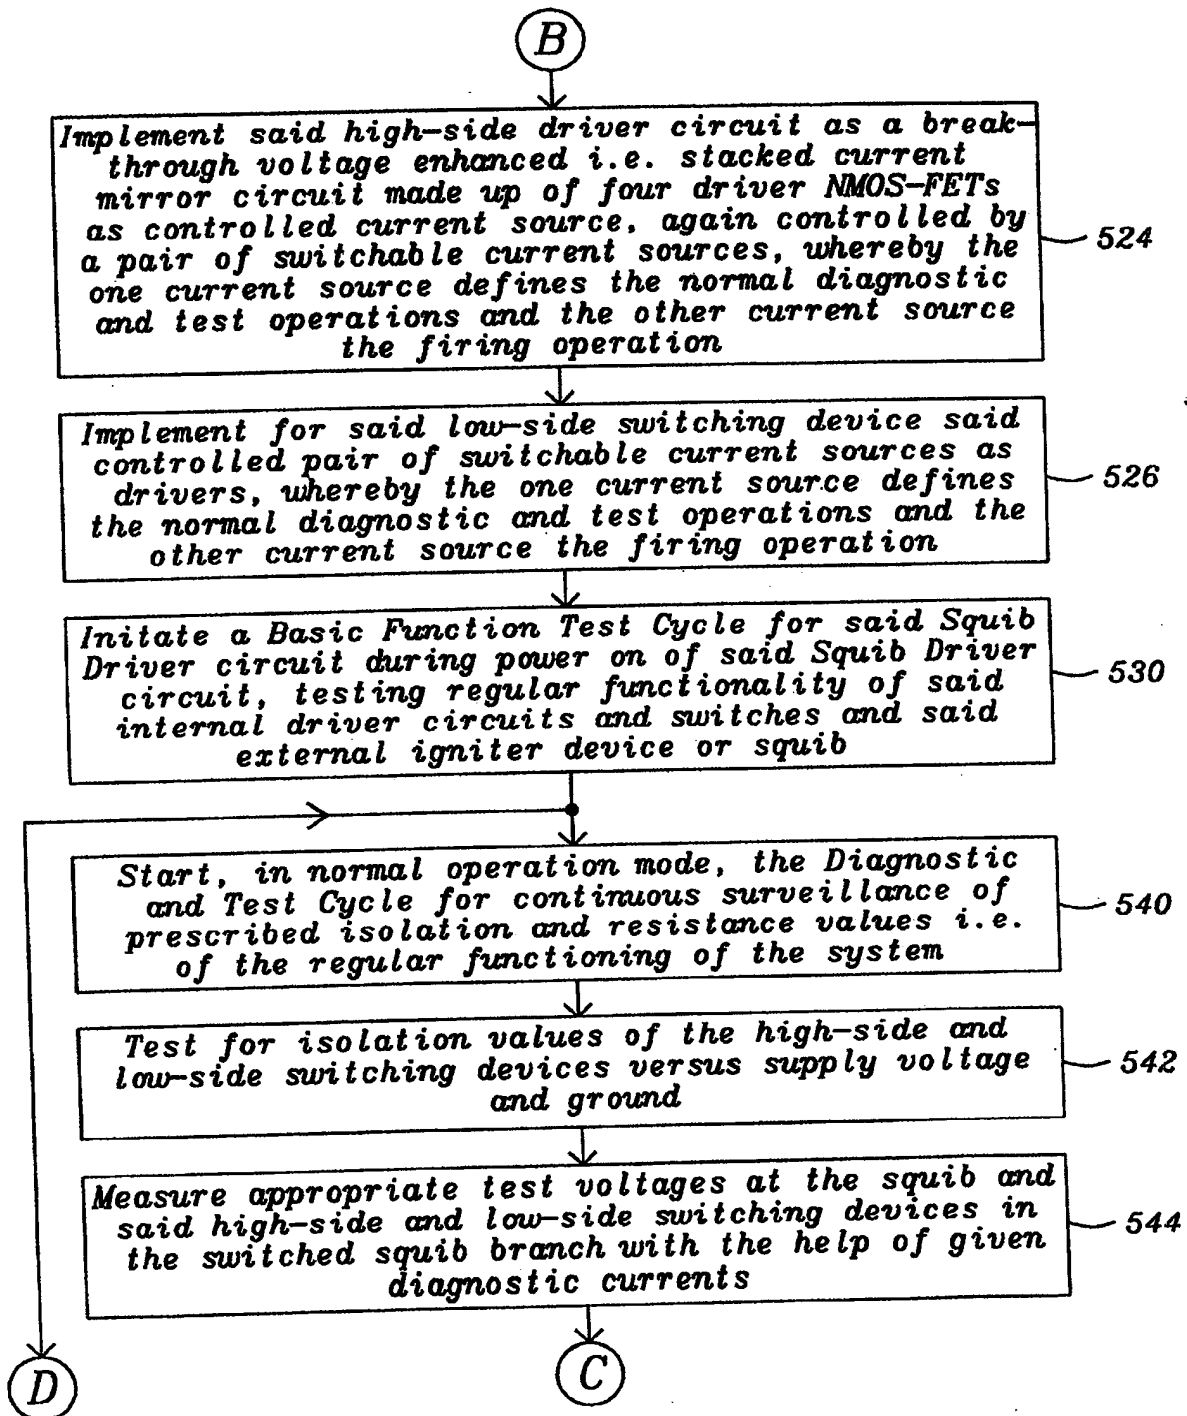 B
Implement said high-side driver circuit as a break-
through voltage enhanced i.e. stacked current
mirror circuit made up of four driver NMOS-FETs
as controlled current source, again controlled by
a pair of switchable current sources, whereby the
one current source defines the normal diagnostic
and test operations and the other current source
the firing operation
524
Implement for said low-side switching device said
controlled pair of switchable current sources as
drivers, whereby the one current source defines
the normal diagnostic and test operations and the
other current source the firing operation
526
Initate a Basic Function Test Cycle for said Squib
Driver circuit during power on of said Squib Driver
circuit, testing regular functionality of said
internal driver circuits and switches and said
external igniter device or squib
530
Start, in normal operation mode, the Diagnostic
and Test Cycle for continuous surveillance of
prescribed isolation and resistance values i.e.
of the regular functioning of the system
540
Test for isolation values of the high-side and
low-side switching devices versus supply voltage
and ground
542
Measure appropriate test voltages at the squib and
said high-side and low-side switching devices in
the switched squib branch with the help of given
diagnostic currents
544
D
C